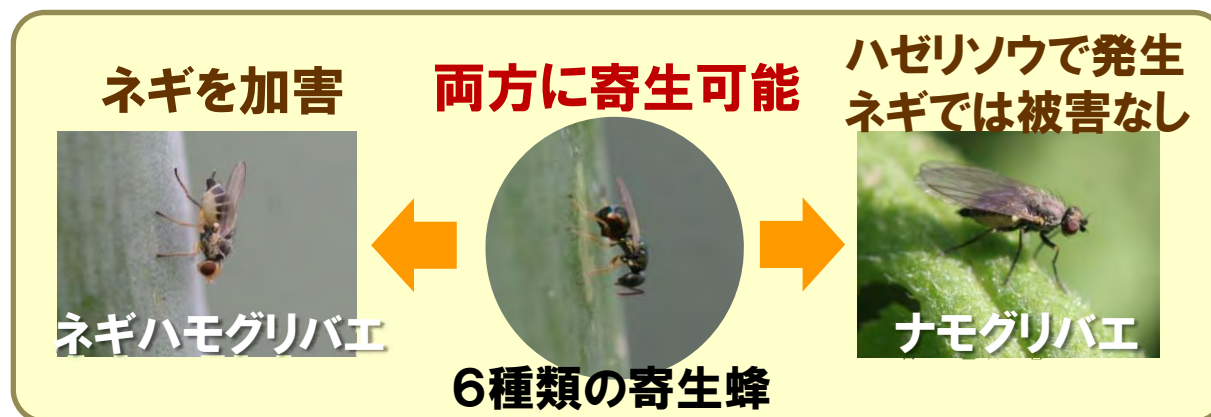 ネギを加害
両方に寄生可能
ハゼリソウで発生
ネギでは被害なし
ネギハモグリバエ
ナモグリバエ
６種類の寄生蜂